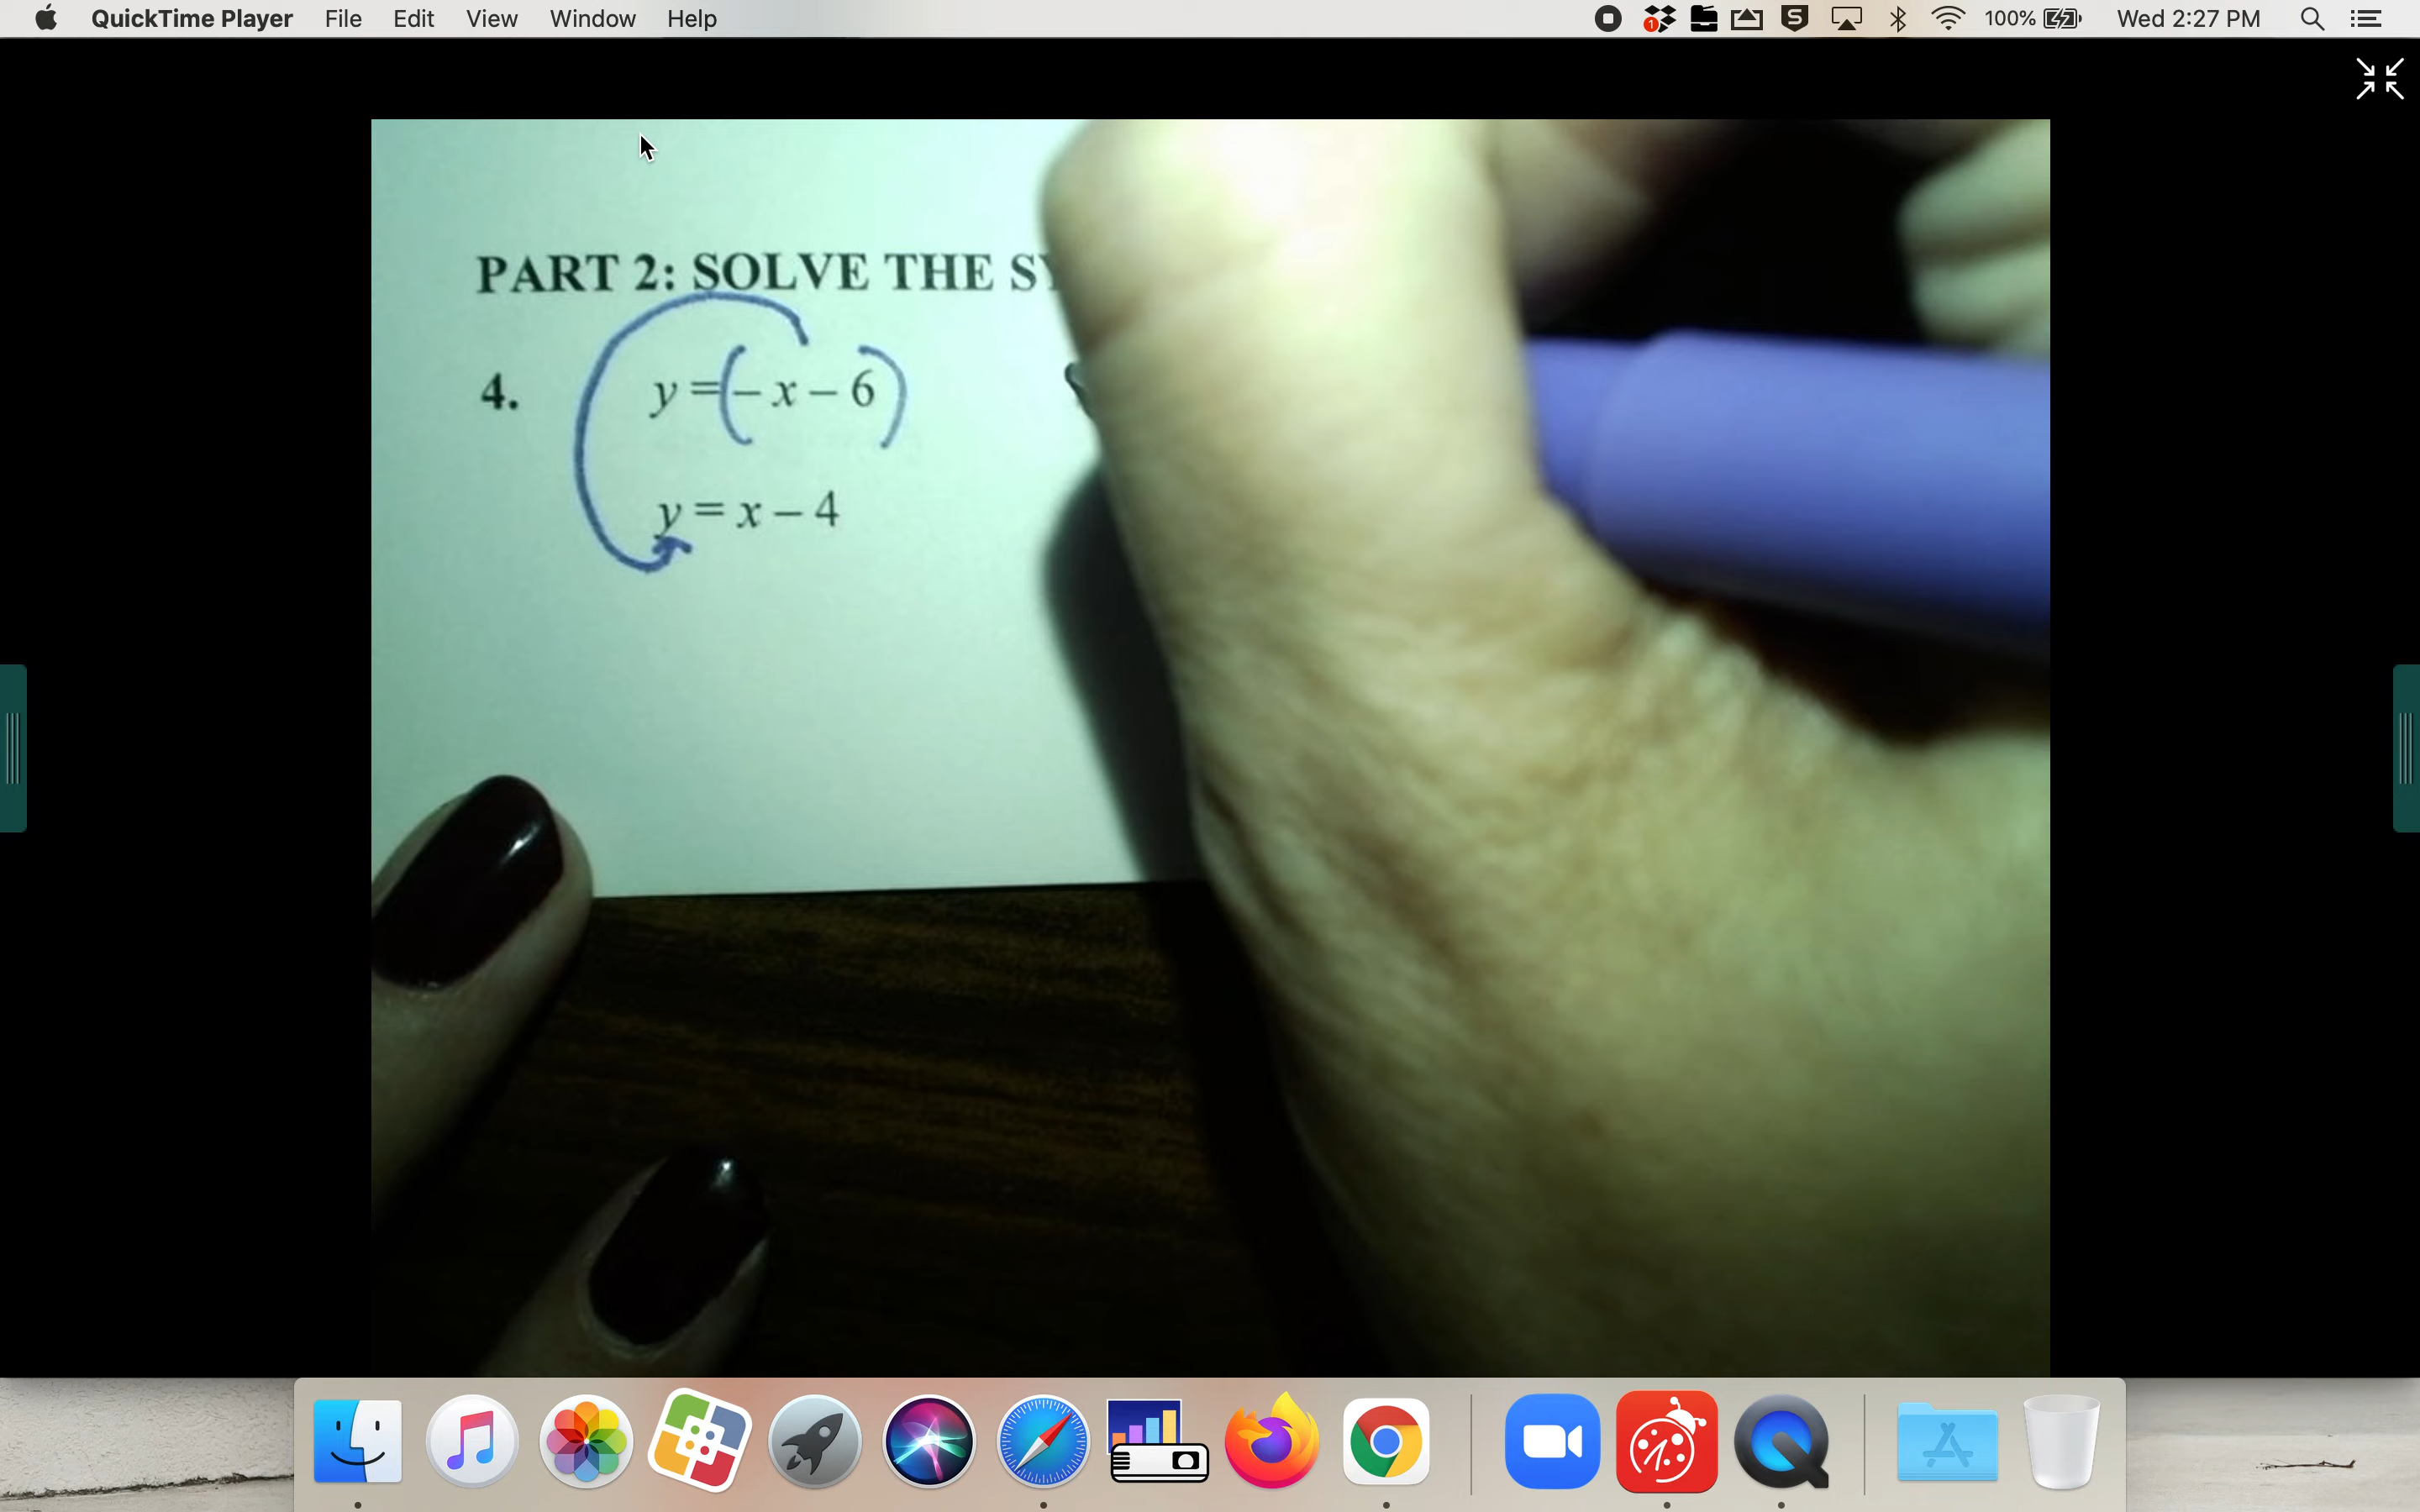 QuickTime Player File Edit View Window Help 1 S 100% Wed 2:27 PM
PART 2: SOLVE THE SY
4. y = (– x – 6)
y = x – 4